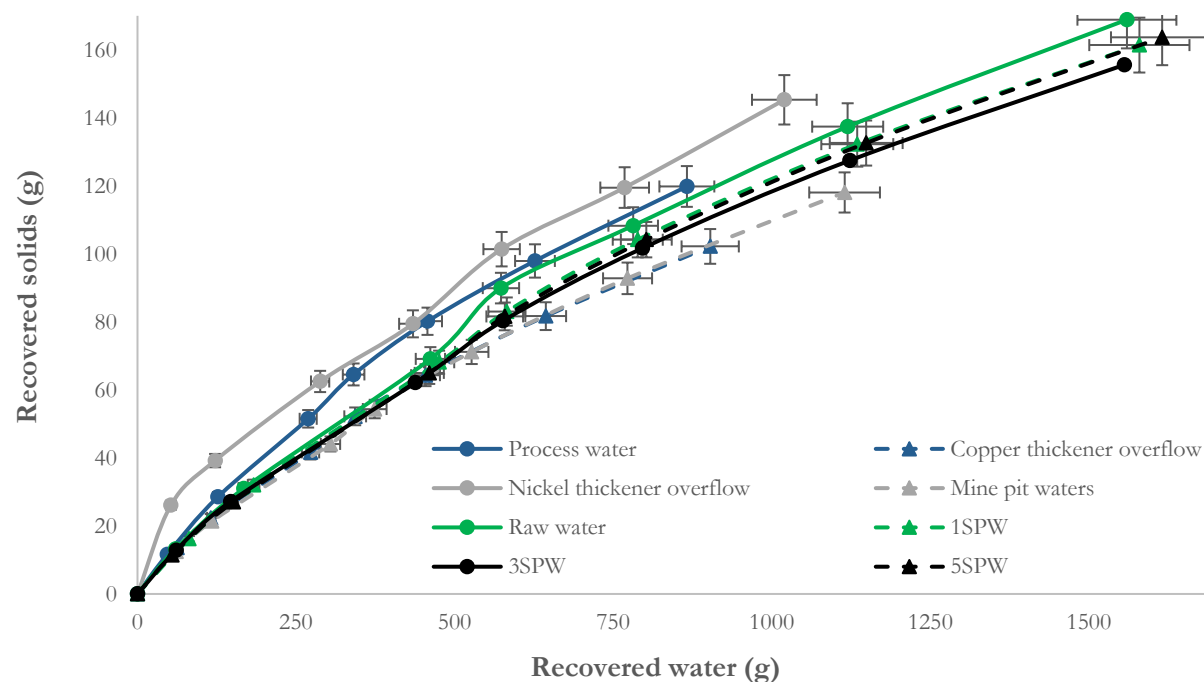 160
140
120
100
80
60
40
20
0
Recovered solids (g)
Process water
Copper thickener overflow
Nickel thickener overflow
Mine pit waters
Raw water
1SPW
3SPW
5SPW
0 250 500 750 1000 1250 1500
Recovered water (g)